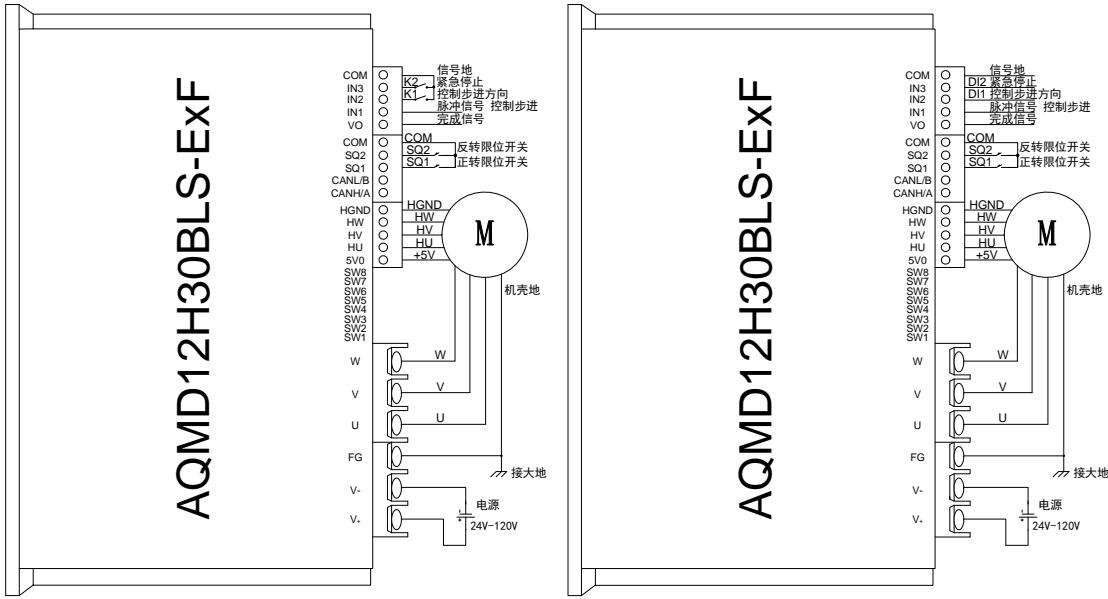 AQMD12H30BLS-ExF
COM 信号地
IN3 K2 紧急停止
IN2 K1 控制步进方向
IN1 脉冲信号 控制步进
VO 完成信号
COM COM
SQ2 SQ2 反转限位开关
SQ1 SQ1 正转限位开关
CANL/B
CANH/A
HGND HGND
HW HW
HV HV M
HU HU
5V0 +5V
SW8
SW7 机壳地
SW6
SW5
SW4
SW3
SW2
SW1
W W
V V
U U
FG
接大地
V-
电源
V+ 24V-120V
AQMD12H30BLS-ExF
COM 信号地
IN3 DI2 紧急停止
IN2 DI1 控制步进方向
IN1 脉冲信号 控制步进
VO 完成信号
COM COM
SQ2 SQ2 反转限位开关
SQ1 SQ1 正转限位开关
CANL/B
CANH/A
HGND HGND
HW HW
HV HV M
HU HU
5V0 +5V
SW8
SW7 机壳地
SW6
SW5
SW4
SW3
SW2
SW1
W W
V V
U U
FG
接大地
V-
电源
V+ 24V-120V